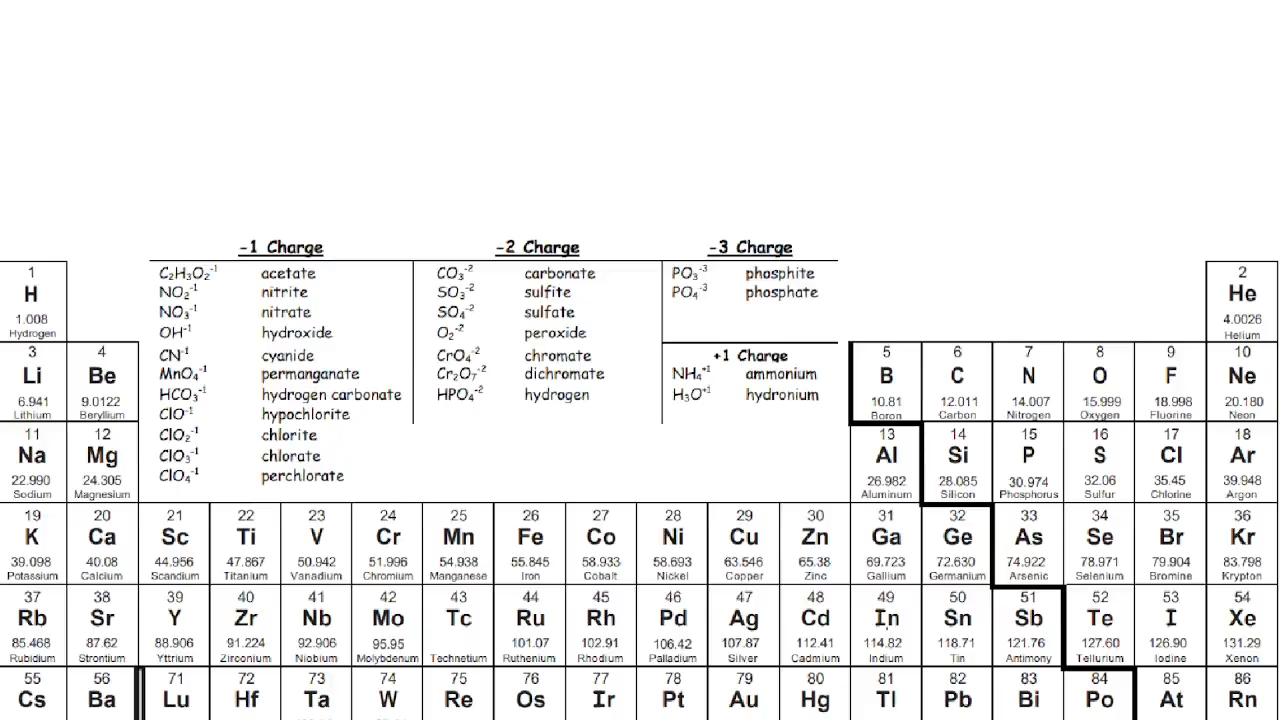 -1 Charge -2 Charge -3 Charge
C₂H₃O₂⁻¹ acetate CO₃⁻² carbonate PO₃⁻³ phosphite
1 NO₂⁻¹ nitrite SO₃⁻² sulfite PO₄⁻³ phosphate 2
H NO₃⁻¹ nitrate SO₄⁻² sulfate He
1.008 OH⁻¹ hydroxide O₂⁻² peroxide 4.0026
Hydrogen Helium
3 4 CN⁻¹ cyanide CrO₄⁻² chromate +1 Charge 5 6 7 8 9 10
Li Be MnO₄⁻¹ permanganate Cr₂O₇⁻² dichromate NH₄⁺¹ ammonium B C N O F Ne
6.941 9.0122 HCO₃⁻¹ hydrogen carbonate HPO₄⁻² hydrogen H₃O⁺¹ hydronium 10.81 12.011 14.007 15.999 18.998 20.180
Lithium Beryllium ClO⁻¹ hypochlorite Boron Carbon Nitrogen Oxygen Fluorine Neon
11 12 ClO₂⁻¹ chlorite 13 14 15 16 17 18
Na Mg ClO₃⁻¹ chlorate Al Si P S Cl Ar
22.990 24.305 ClO₄⁻¹ perchlorate 26.982 28.085 30.974 32.06 35.45 39.948
Sodium Magnesium Aluminum Silicon Phosphorus Sulfur Chlorine Argon
19 20 21 22 23 24 25 26 27 28 29 30 31 32 33 34 35 36
K Ca Sc Ti V Cr Mn Fe Co Ni Cu Zn Ga Ge As Se Br Kr
39.098 40.08 44.956 47.867 50.942 51.996 54.938 55.845 58.933 58.693 63.546 65.38 69.723 72.630 74.922 78.971 79.904 83.798
Potassium Calcium Scandium Titanium Vanadium Chromium Manganese Iron Cobalt Nickel Copper Zinc Gallium Germanium Arsenic Selenium Bromine Krypton
37 38 39 40 41 42 43 44 45 46 47 48 49 50 51 52 53 54
Rb Sr Y Zr Nb Mo Tc Ru Rh Pd Ag Cd In Sn Sb Te I Xe
85.468 87.62 88.906 91.224 92.906 95.95 101.07 102.91 106.42 107.87 112.41 114.82 118.71 121.76 127.60 126.90 131.29
Rubidium Strontium Yttrium Zirconium Niobium Molybdenum Technetium Ruthenium Rhodium Palladium Silver Cadmium Indium Tin Antimony Tellurium Iodine Xenon
55 56 71 72 73 74 75 76 77 78 79 80 81 82 83 84 85 86
Cs Ba Lu Hf Ta W Re Os Ir Pt Au Hg Tl Pb Bi Po At Rn